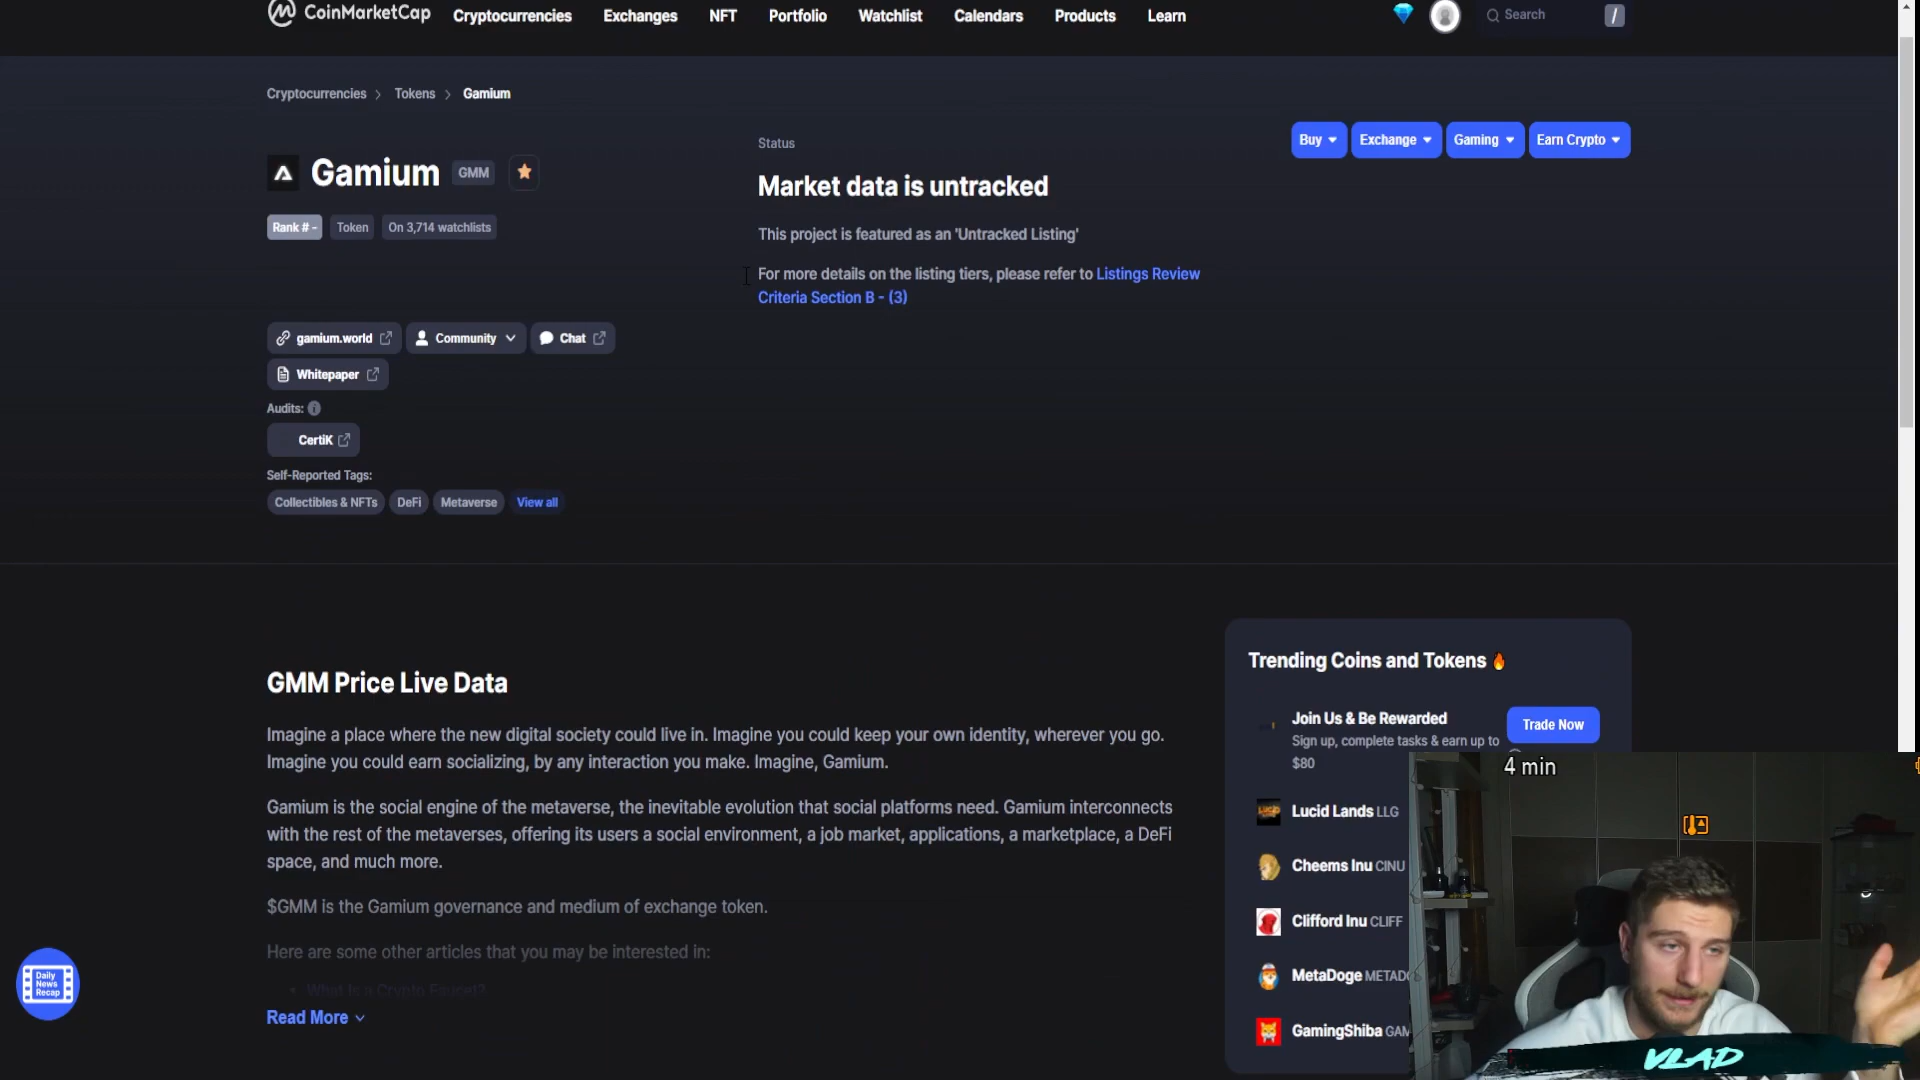 CoinMarketCap
Cryptocurrencies Exchanges NFT Portfolio Watchlist Calendars Products Learn
Search /
Cryptocurrencies > Tokens > Gamium
Gamium GMM
Rank # - Token On 3,714 watchlists
Status
Market data is untracked
This project is featured as an 'Untracked Listing'
For more details on the listing tiers, please refer to Listings Review
Criteria Section B - (3)
Buy Exchange Gaming Earn Crypto
gamium.world Community Chat
Whitepaper
Audits:
CertiK
Self-Reported Tags:
Collectibles & NFTs DeFi Metaverse View all
GMM Price Live Data
Imagine a place where the new digital society could live in. Imagine you could keep your own identity, wherever you go.
Imagine you could earn socializing, by any interaction you make. Imagine, Gamium.
Gamium is the social engine of the metaverse, the inevitable evolution that social platforms need. Gamium interconnects
with the rest of the metaverses, offering its users a social environment, a job market, applications, a marketplace, a DeFi
space, and much more.
$GMM is the Gamium governance and medium of exchange token.
Here are some other articles that you may be interested in:
• What Is a Crypto Faucet?
Read More
Daily
News
Recap
Trending Coins and Tokens
Join Us & Be Rewarded
Sign up, complete tasks & earn up to
$80
Trade Now
Lucid Lands LLG
Cheems Inu CINU
Clifford Inu CLIFF
MetaDoge METADO
GamingShiba GAM
4 min
VLAD